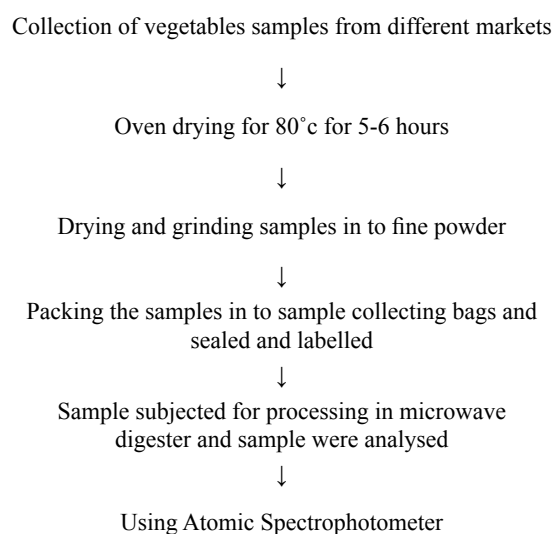 Collection of vegetables samples from different markets
↓
Oven drying for 80˚c for 5-6 hours
↓
Drying and grinding samples in to fine powder
↓
Packing the samples in to sample collecting bags and
sealed and labelled
↓
Sample subjected for processing in microwave
digester and sample were analysed
↓
Using Atomic Spectrophotometer